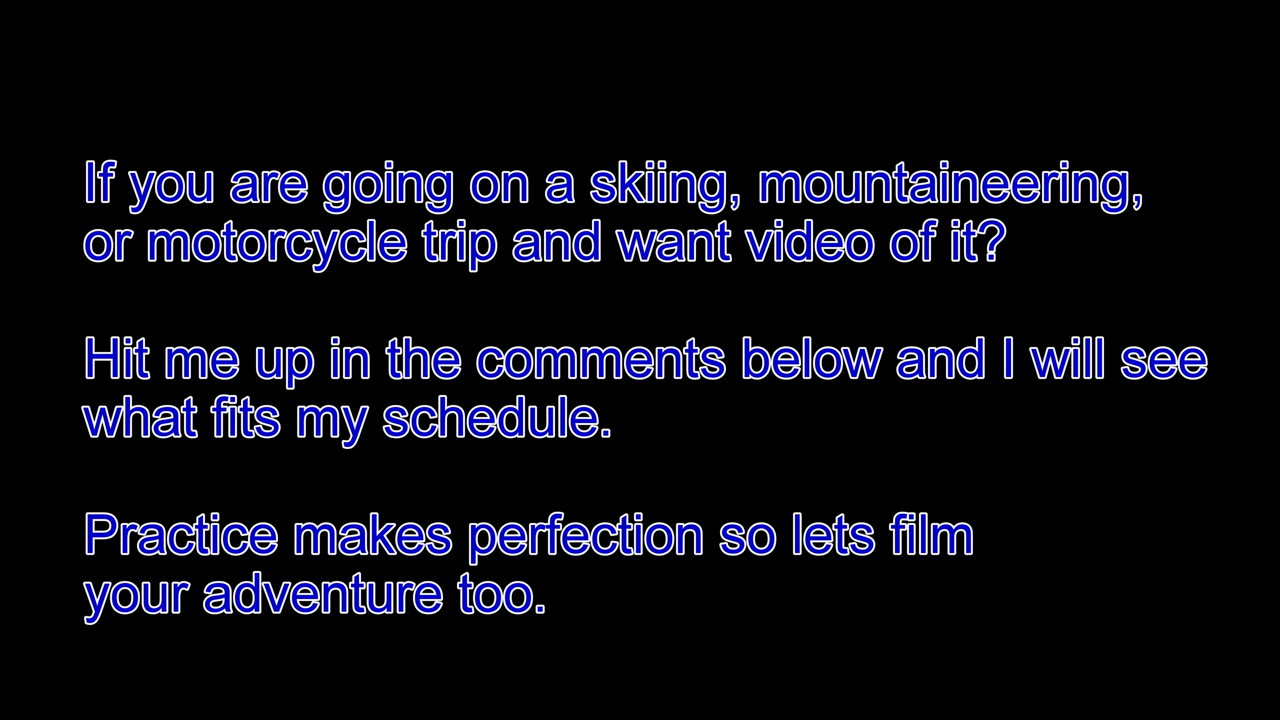 If you are going on a skiing, mountaineering,
or motorcycle trip and want video of it?
Hit me up in the comments below and I will see
what fits my schedule.
Practice makes perfection so lets film
your adventure too.